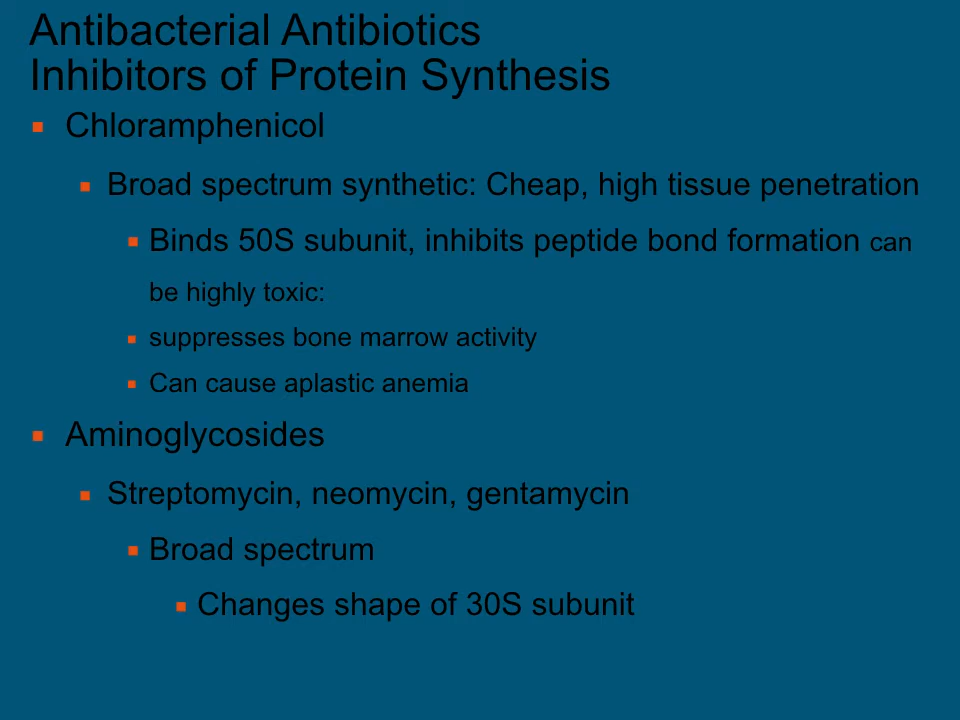 Antibacterial Antibiotics
Inhibitors of Protein Synthesis
Chloramphenicol
Broad spectrum synthetic: Cheap, high tissue penetration
Binds 50S subunit, inhibits peptide bond formation can
be highly toxic:
suppresses bone marrow activity
Can cause aplastic anemia
Aminoglycosides
Streptomycin, neomycin, gentamycin
Broad spectrum
Changes shape of 30S subunit